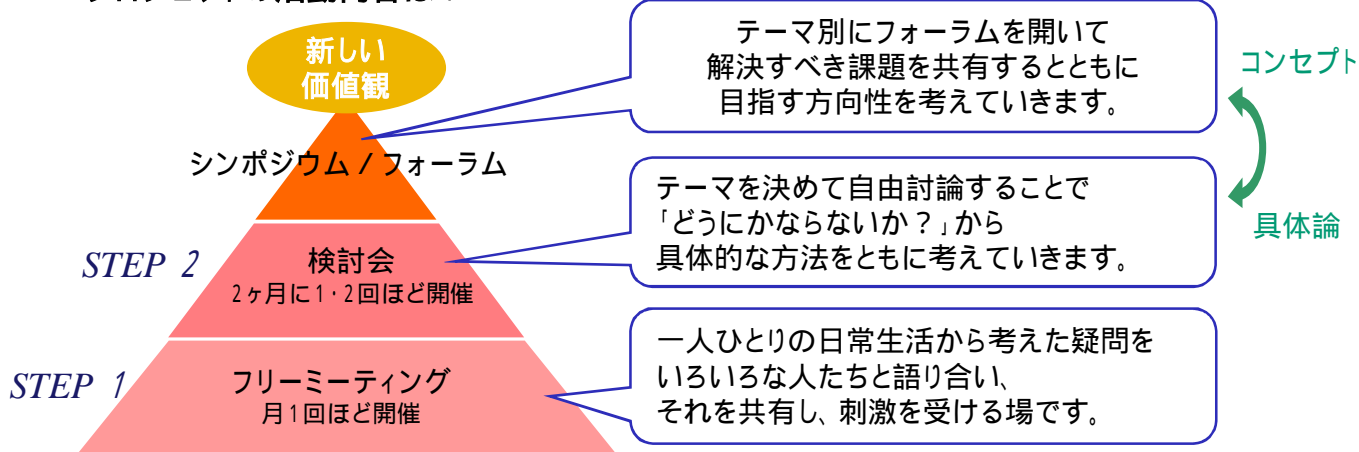 新しい
価値観
シンポジウム / フォーラム
テーマ別にフォーラムを開いて
解決すべき課題を共有するとともに
目指す方向性を考えていきます。
コンセプト
具体論
STEP 2
検討会
2ヶ月に1・2回ほど開催
テーマを決めて自由討論することで
「どうにかならないか？」から
具体的な方法をともに考えていきます。
STEP 1
フリーミーティング
月1回ほど開催
一人ひとりの日常生活から考えた疑問を
いろいろな人たちと語り合い、
それを共有し、刺激を受ける場です。